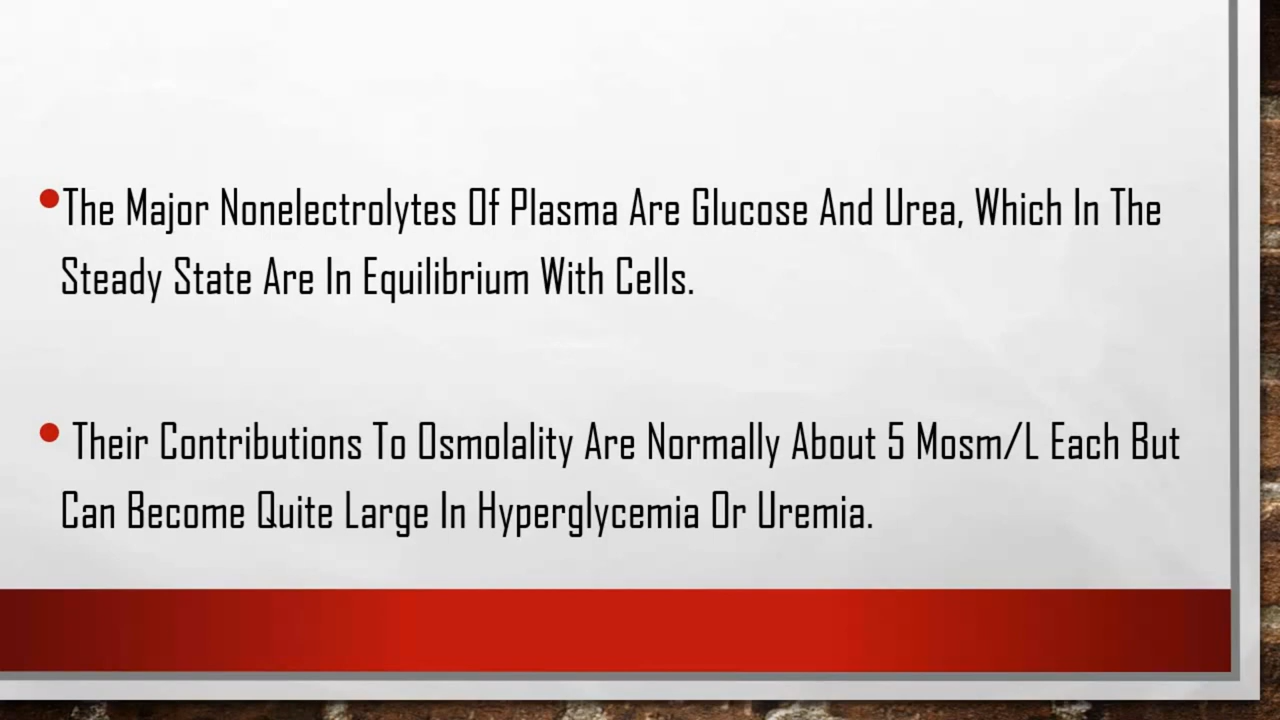 •The Major Nonelectrolytes Of Plasma Are Glucose And Urea, Which In The
Steady State Are In Equilibrium With Cells.
• Their Contributions To Osmolality Are Normally About 5 Mosm/L Each But
Can Become Quite Large In Hyperglycemia Or Uremia.